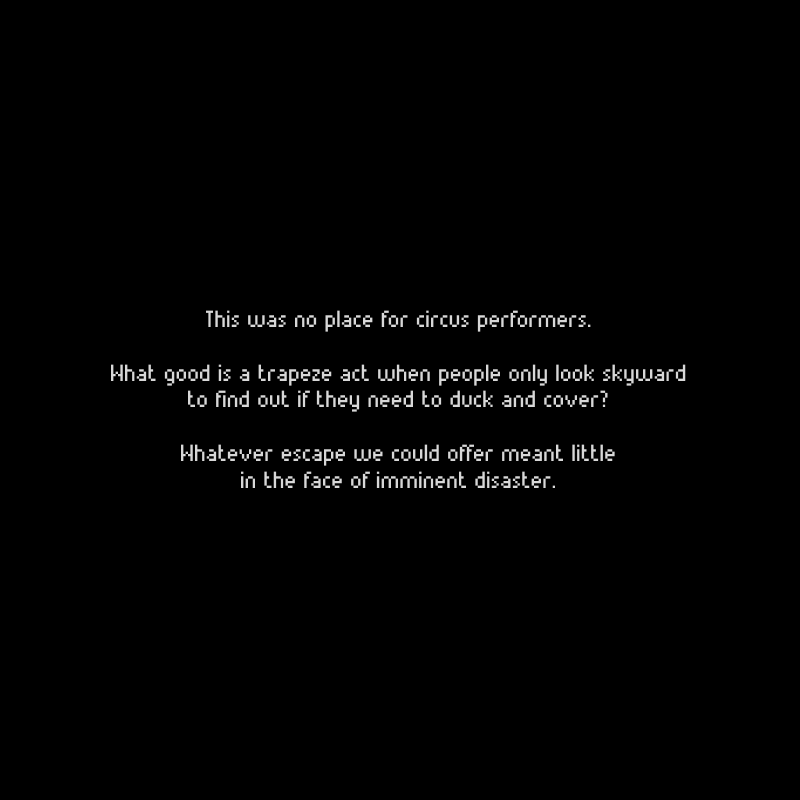 This was no place for circus performers.
What good is a trapeze act when people only look skyward
to find out if they need to duck and cover?
Whatever escape we could offer meant little
in the face of imminent disaster.